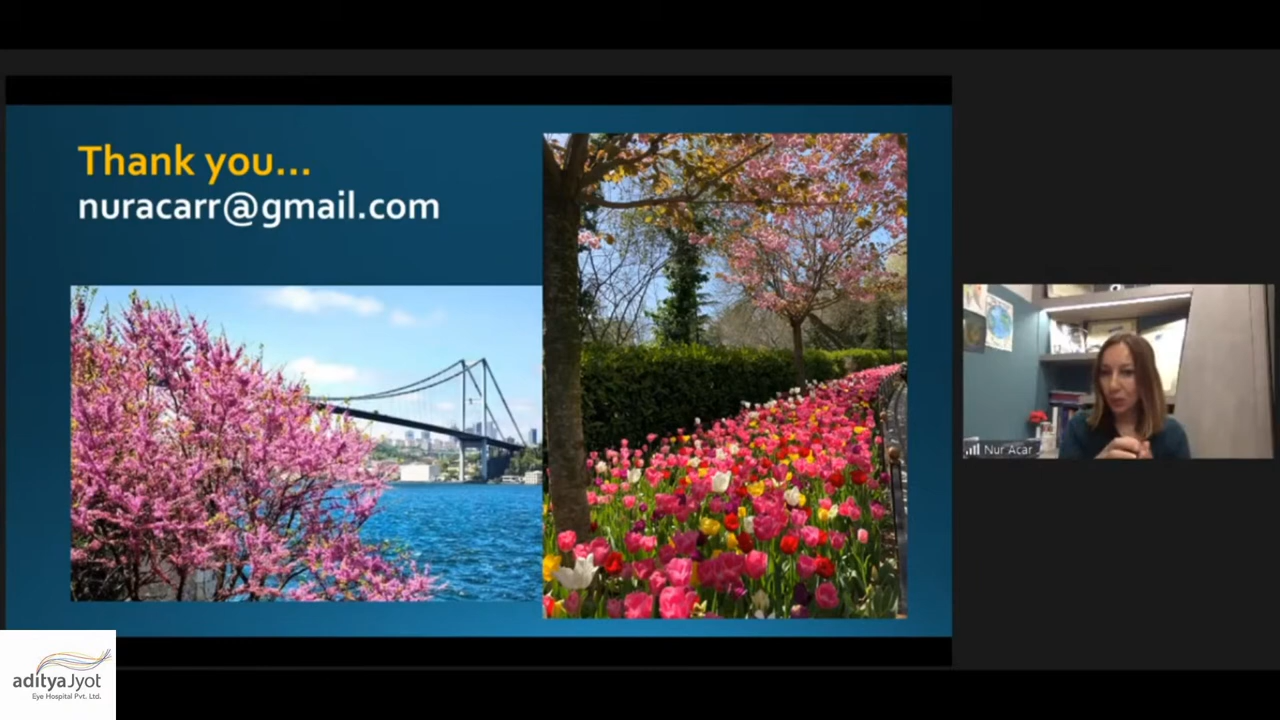 Thank you...
nuracarr@gmail.com
Nur Acar
adityaJyot
Eye Hospital Pvt. Ltd.